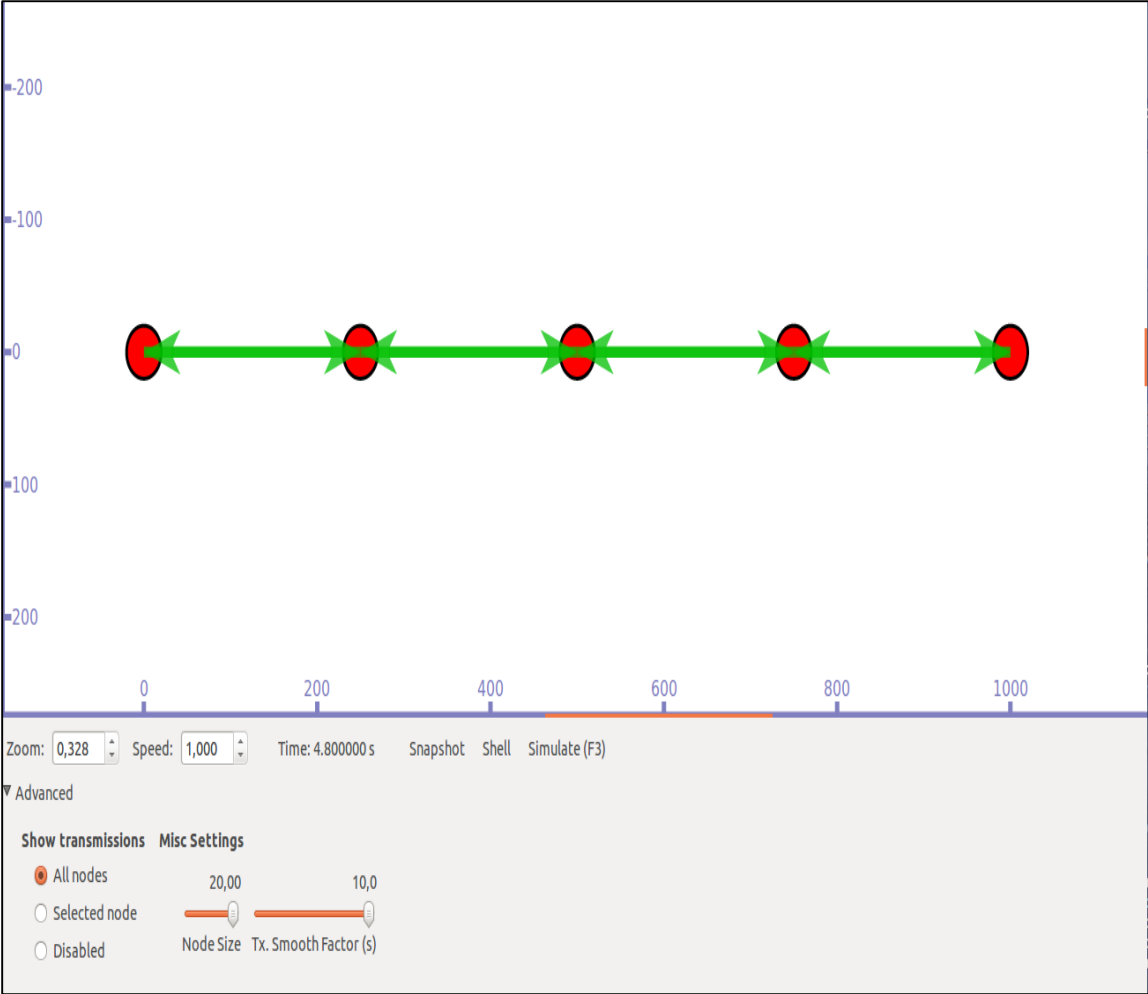 -200
-100
0
100
200
0 200 400 600 800 1000
Zoom: 0,328 Speed: 1,000 Time: 4.800000 s Snapshot Shell Simulate (F3)
Advanced
Show transmissions Misc Settings
All nodes 20,00 10,0
Selected node
Disabled Node Size Tx. Smooth Factor (s)